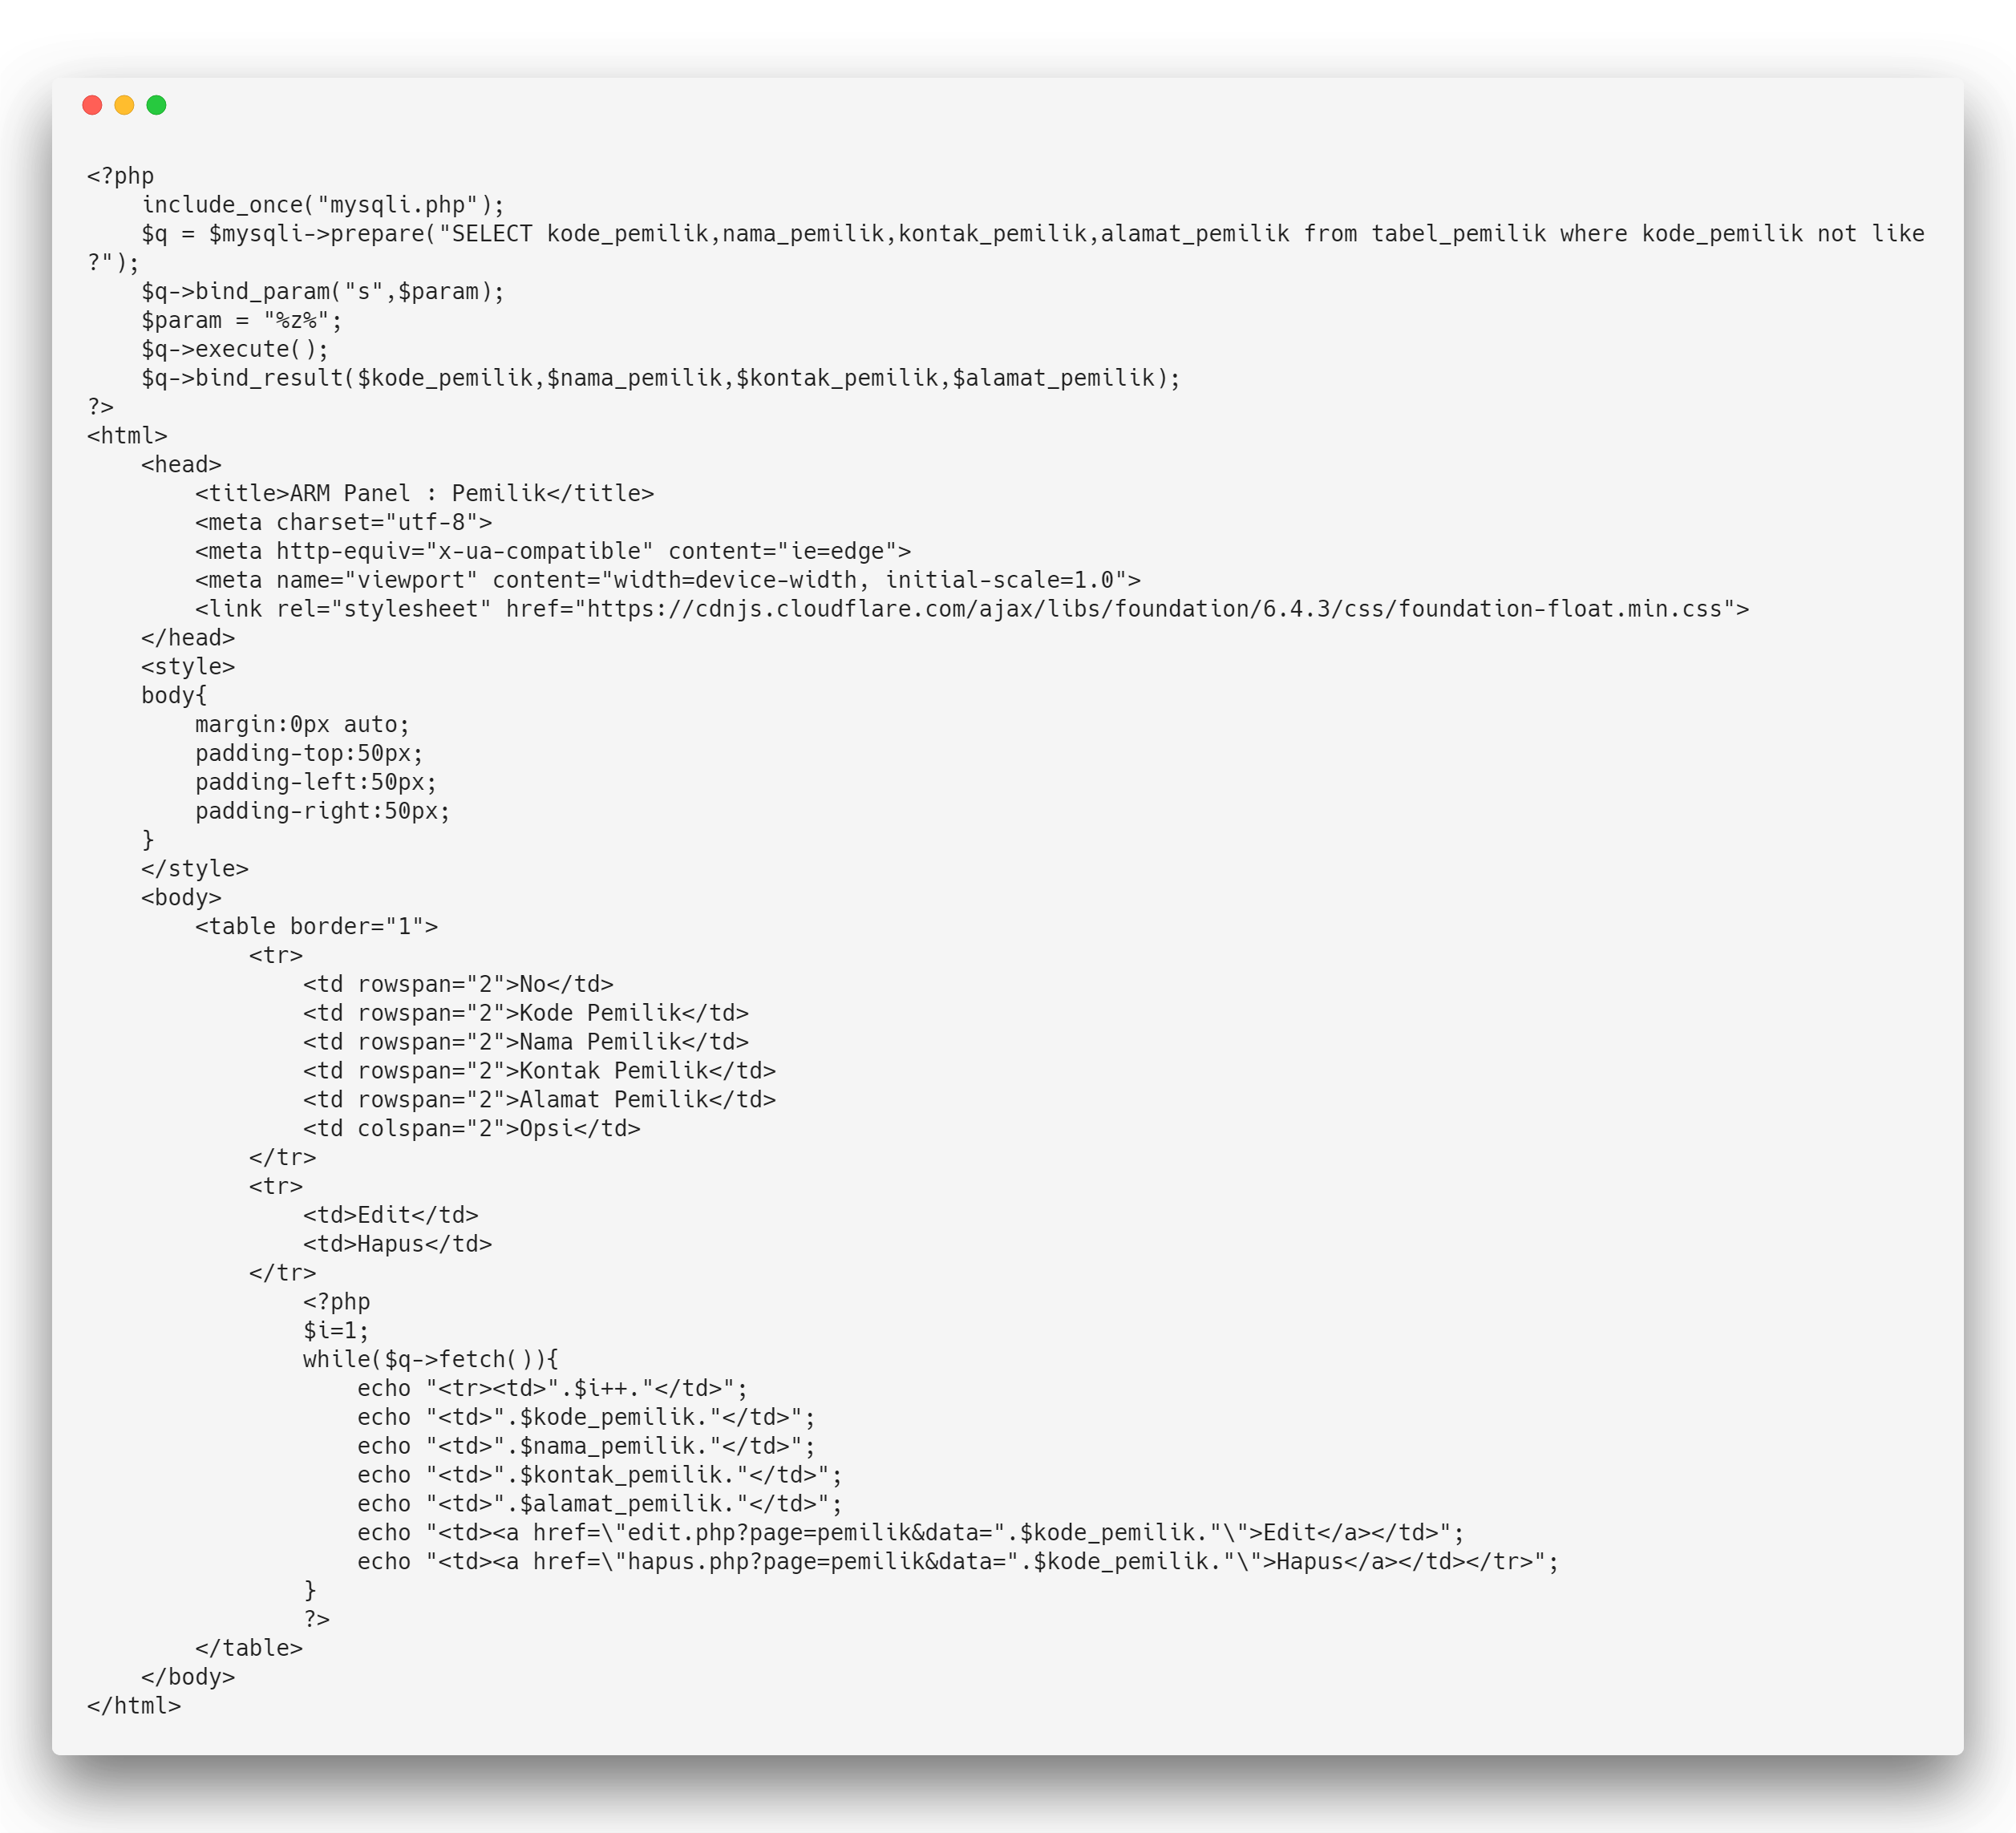 <?php
    include_once("mysqli.php");
    $q = $mysqli->prepare("SELECT kode_pemilik,nama_pemilik,kontak_pemilik,alamat_pemilik from tabel_pemilik where kode_pemilik not like
?");
    $q->bind_param("s",$param);
    $param = "%z%";
    $q->execute();
    $q->bind_result($kode_pemilik,$nama_pemilik,$kontak_pemilik,$alamat_pemilik);
?>
<html>
    <head>
        <title>ARM Panel : Pemilik</title>
        <meta charset="utf-8">
        <meta http-equiv="x-ua-compatible" content="ie=edge">
        <meta name="viewport" content="width=device-width, initial-scale=1.0">
        <link rel="stylesheet" href="https://cdnjs.cloudflare.com/ajax/libs/foundation/6.4.3/css/foundation-float.min.css">
    </head>
    <style>
    body{
        margin:0px auto;
        padding-top:50px;
        padding-left:50px;
        padding-right:50px;
    }
    </style>
    <body>
        <table border="1">
            <tr>
                <td rowspan="2">No</td>
                <td rowspan="2">Kode Pemilik</td>
                <td rowspan="2">Nama Pemilik</td>
                <td rowspan="2">Kontak Pemilik</td>
                <td rowspan="2">Alamat Pemilik</td>
                <td colspan="2">Opsi</td>
            </tr>
            <tr>
                <td>Edit</td>
                <td>Hapus</td>
            </tr>
                <?php
                $i=1;
                while($q->fetch()){
                    echo "<tr><td>".$i++."</td>";
                    echo "<td>".$kode_pemilik."</td>";
                    echo "<td>".$nama_pemilik."</td>";
                    echo "<td>".$kontak_pemilik."</td>";
                    echo "<td>".$alamat_pemilik."</td>";
                    echo "<td><a href=\"edit.php?page=pemilik&data=".$kode_pemilik."\">Edit</a></td>";
                    echo "<td><a href=\"hapus.php?page=pemilik&data=".$kode_pemilik."\">Hapus</a></td></tr>";
                }
                ?>
        </table>
    </body>
</html>